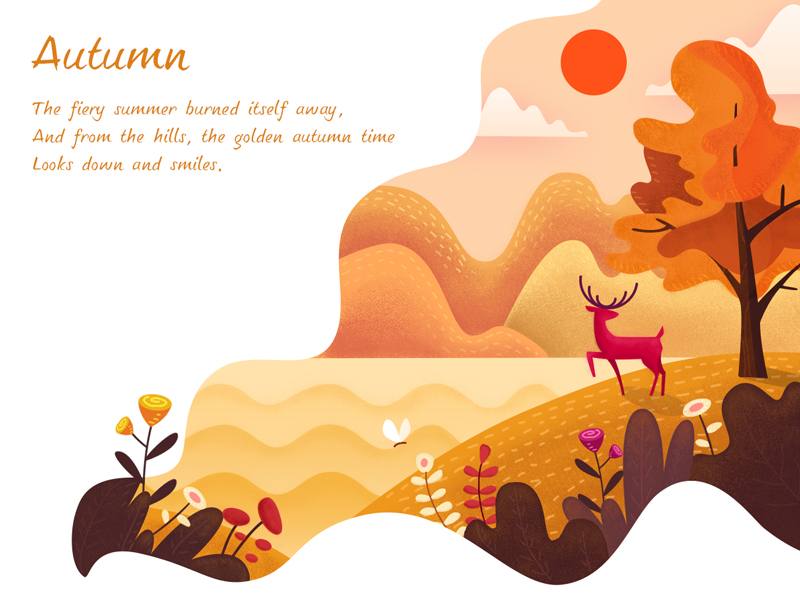 Autumn
The fiery summer burned itself away,
And from the hills, the golden autumn time
Looks down and smiles.